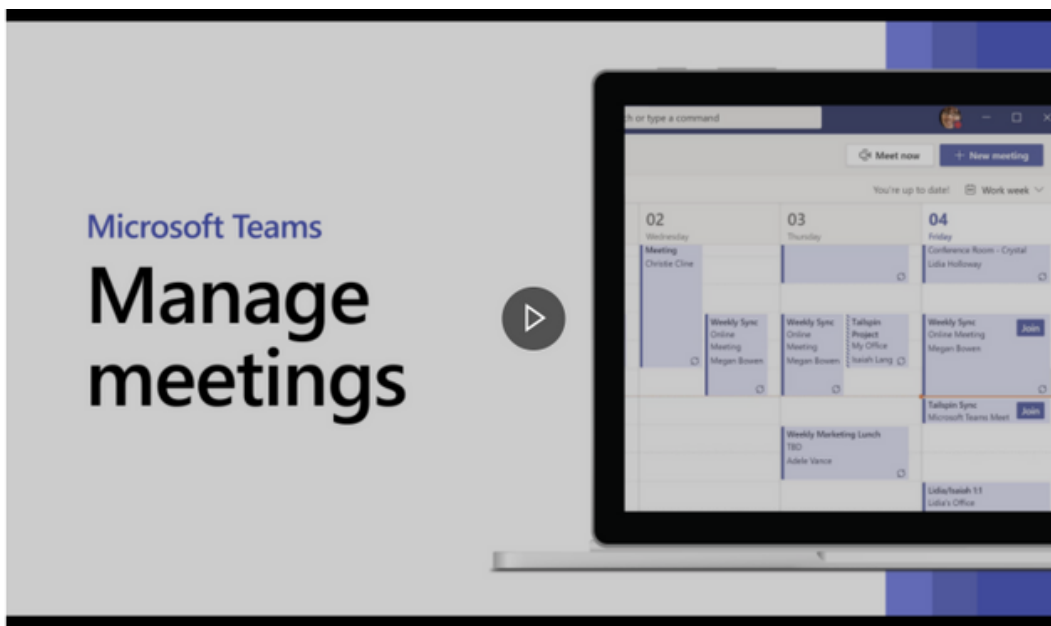 Microsoft Teams
Manage
meetings
ch or type a command
Meet now
+ New meeting
You're up to date!
Work week
02
Wednesday
03
Thursday
04
Friday
Meeting
Christie Cline
Conference Room - Crystal
Lidia Holloway
Weekly Sync
Online
Meeting
Megan Bowen
Weekly Sync
Online
Meeting
Megan Bowen
Tailspin
Project
My Office
Isaiah Lang
Weekly Sync
Online Meeting
Megan Bowen
Join
Tailspin Sync
Microsoft Teams Meet
Join
Weekly Marketing Lunch
TBD
Adele Vance
Lidia/Isaiah 1:1
Lidia's Office